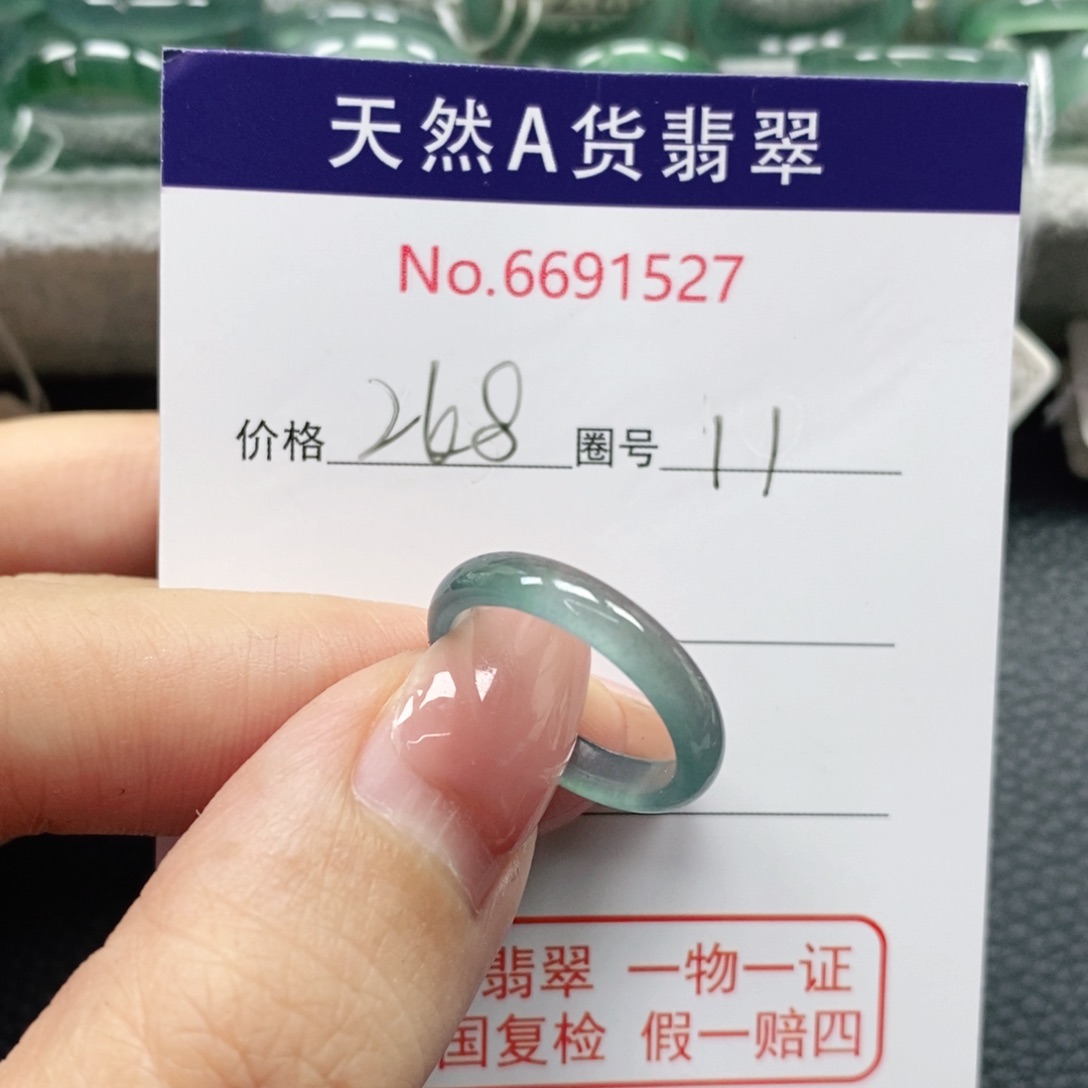 天然A货翡翠
No.6691527
价格 268 圈号 11
翡翠 一物一证
国复检 假一赔四